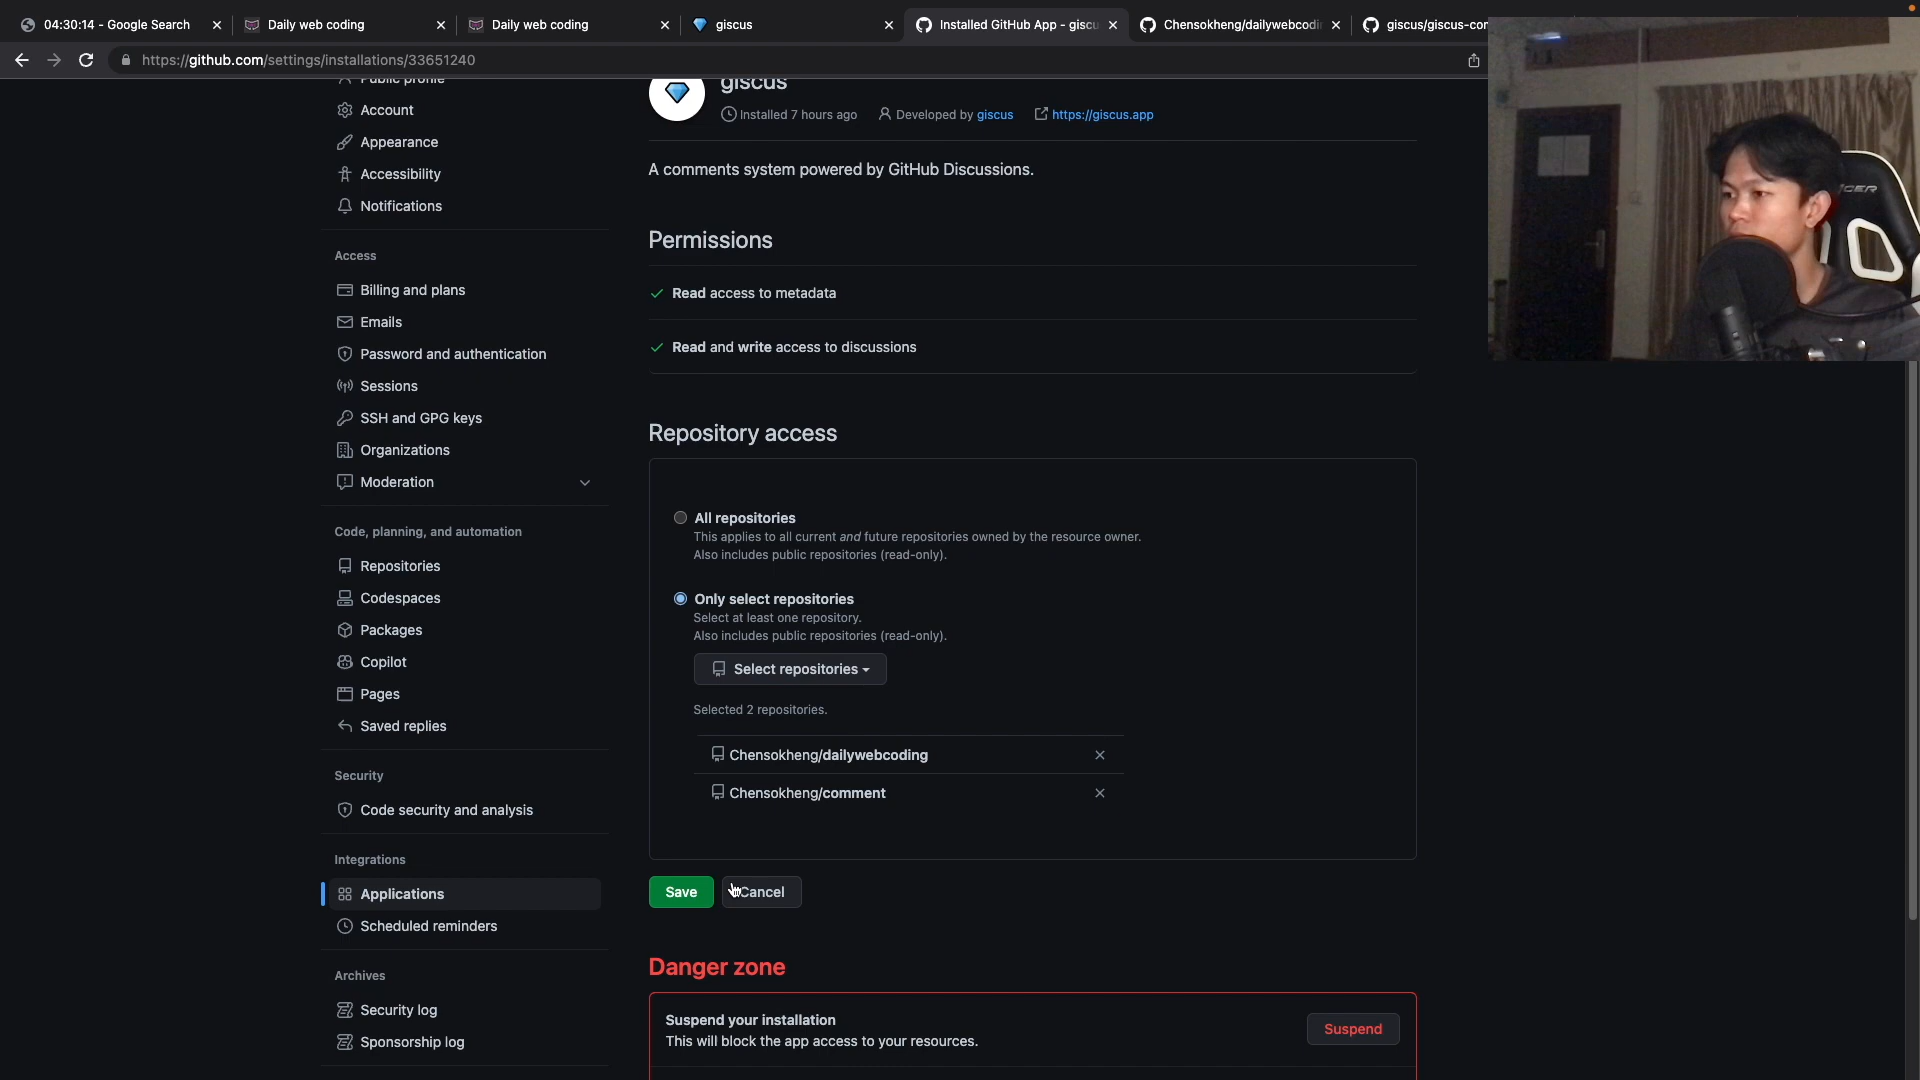 04:30:14 - Google Search
Daily web coding
Daily web coding
giscus
Installed GitHub App - giscu
Chensokheng/dailywebcodin
giscus/giscus-con
https://github.com/settings/installations/33651240
Public profile
Account
Appearance
Accessibility
Notifications
Access
Billing and plans
Emails
Password and authentication
Sessions
SSH and GPG keys
Organizations
Moderation
Code, planning, and automation
Repositories
Codespaces
Packages
Copilot
Pages
Saved replies
Security
Code security and analysis
Integrations
Applications
Scheduled reminders
Archives
Security log
Sponsorship log
giscus
Installed 7 hours ago
Developed by giscus
https://giscus.app
A comments system powered by GitHub Discussions.
Permissions
Read access to metadata
Read and write access to discussions
Repository access
All repositories
This applies to all current and future repositories owned by the resource owner.
Also includes public repositories (read-only).
Only select repositories
Select at least one repository.
Also includes public repositories (read-only).
Select repositories
Selected 2 repositories.
Chensokheng/dailywebcoding
Chensokheng/comment
Save
Cancel
Danger zone
Suspend your installation
This will block the app access to your resources.
Suspend